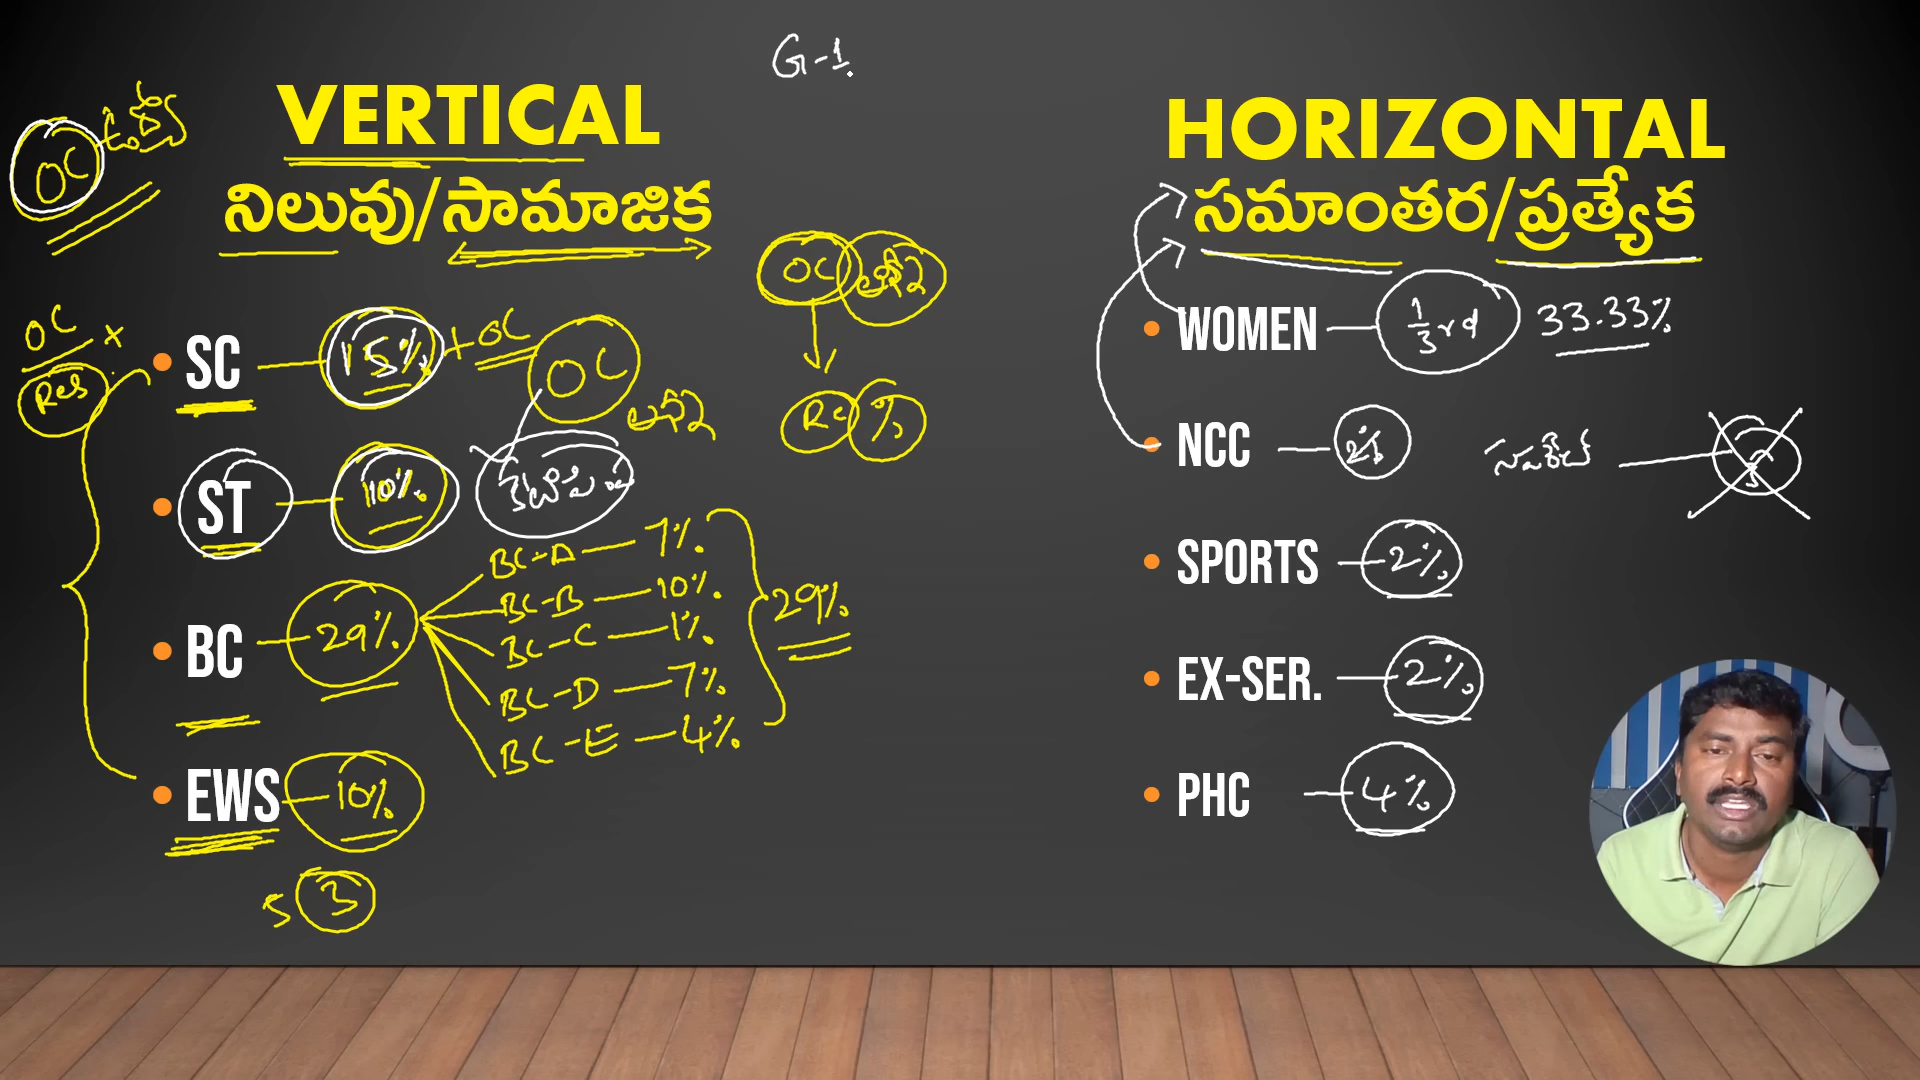 G-1.
VERTICAL
నిలువు/సామాజిక
OC
OC
Res
SC 15% + OC
OC
ST 10%
BC 29%
BC-A 7%
BC-B 10%
BC-C 1%
BC-D 7%
BC-E 4%
29%
EWS 10%
5 3
OC
%
HORIZONTAL
సమాంతర/ప్రత్యేక
WOMEN 1/3rd 33.33%
NCC 2%
SPORTS 2%
EX-SER. 2%
PHC 4%